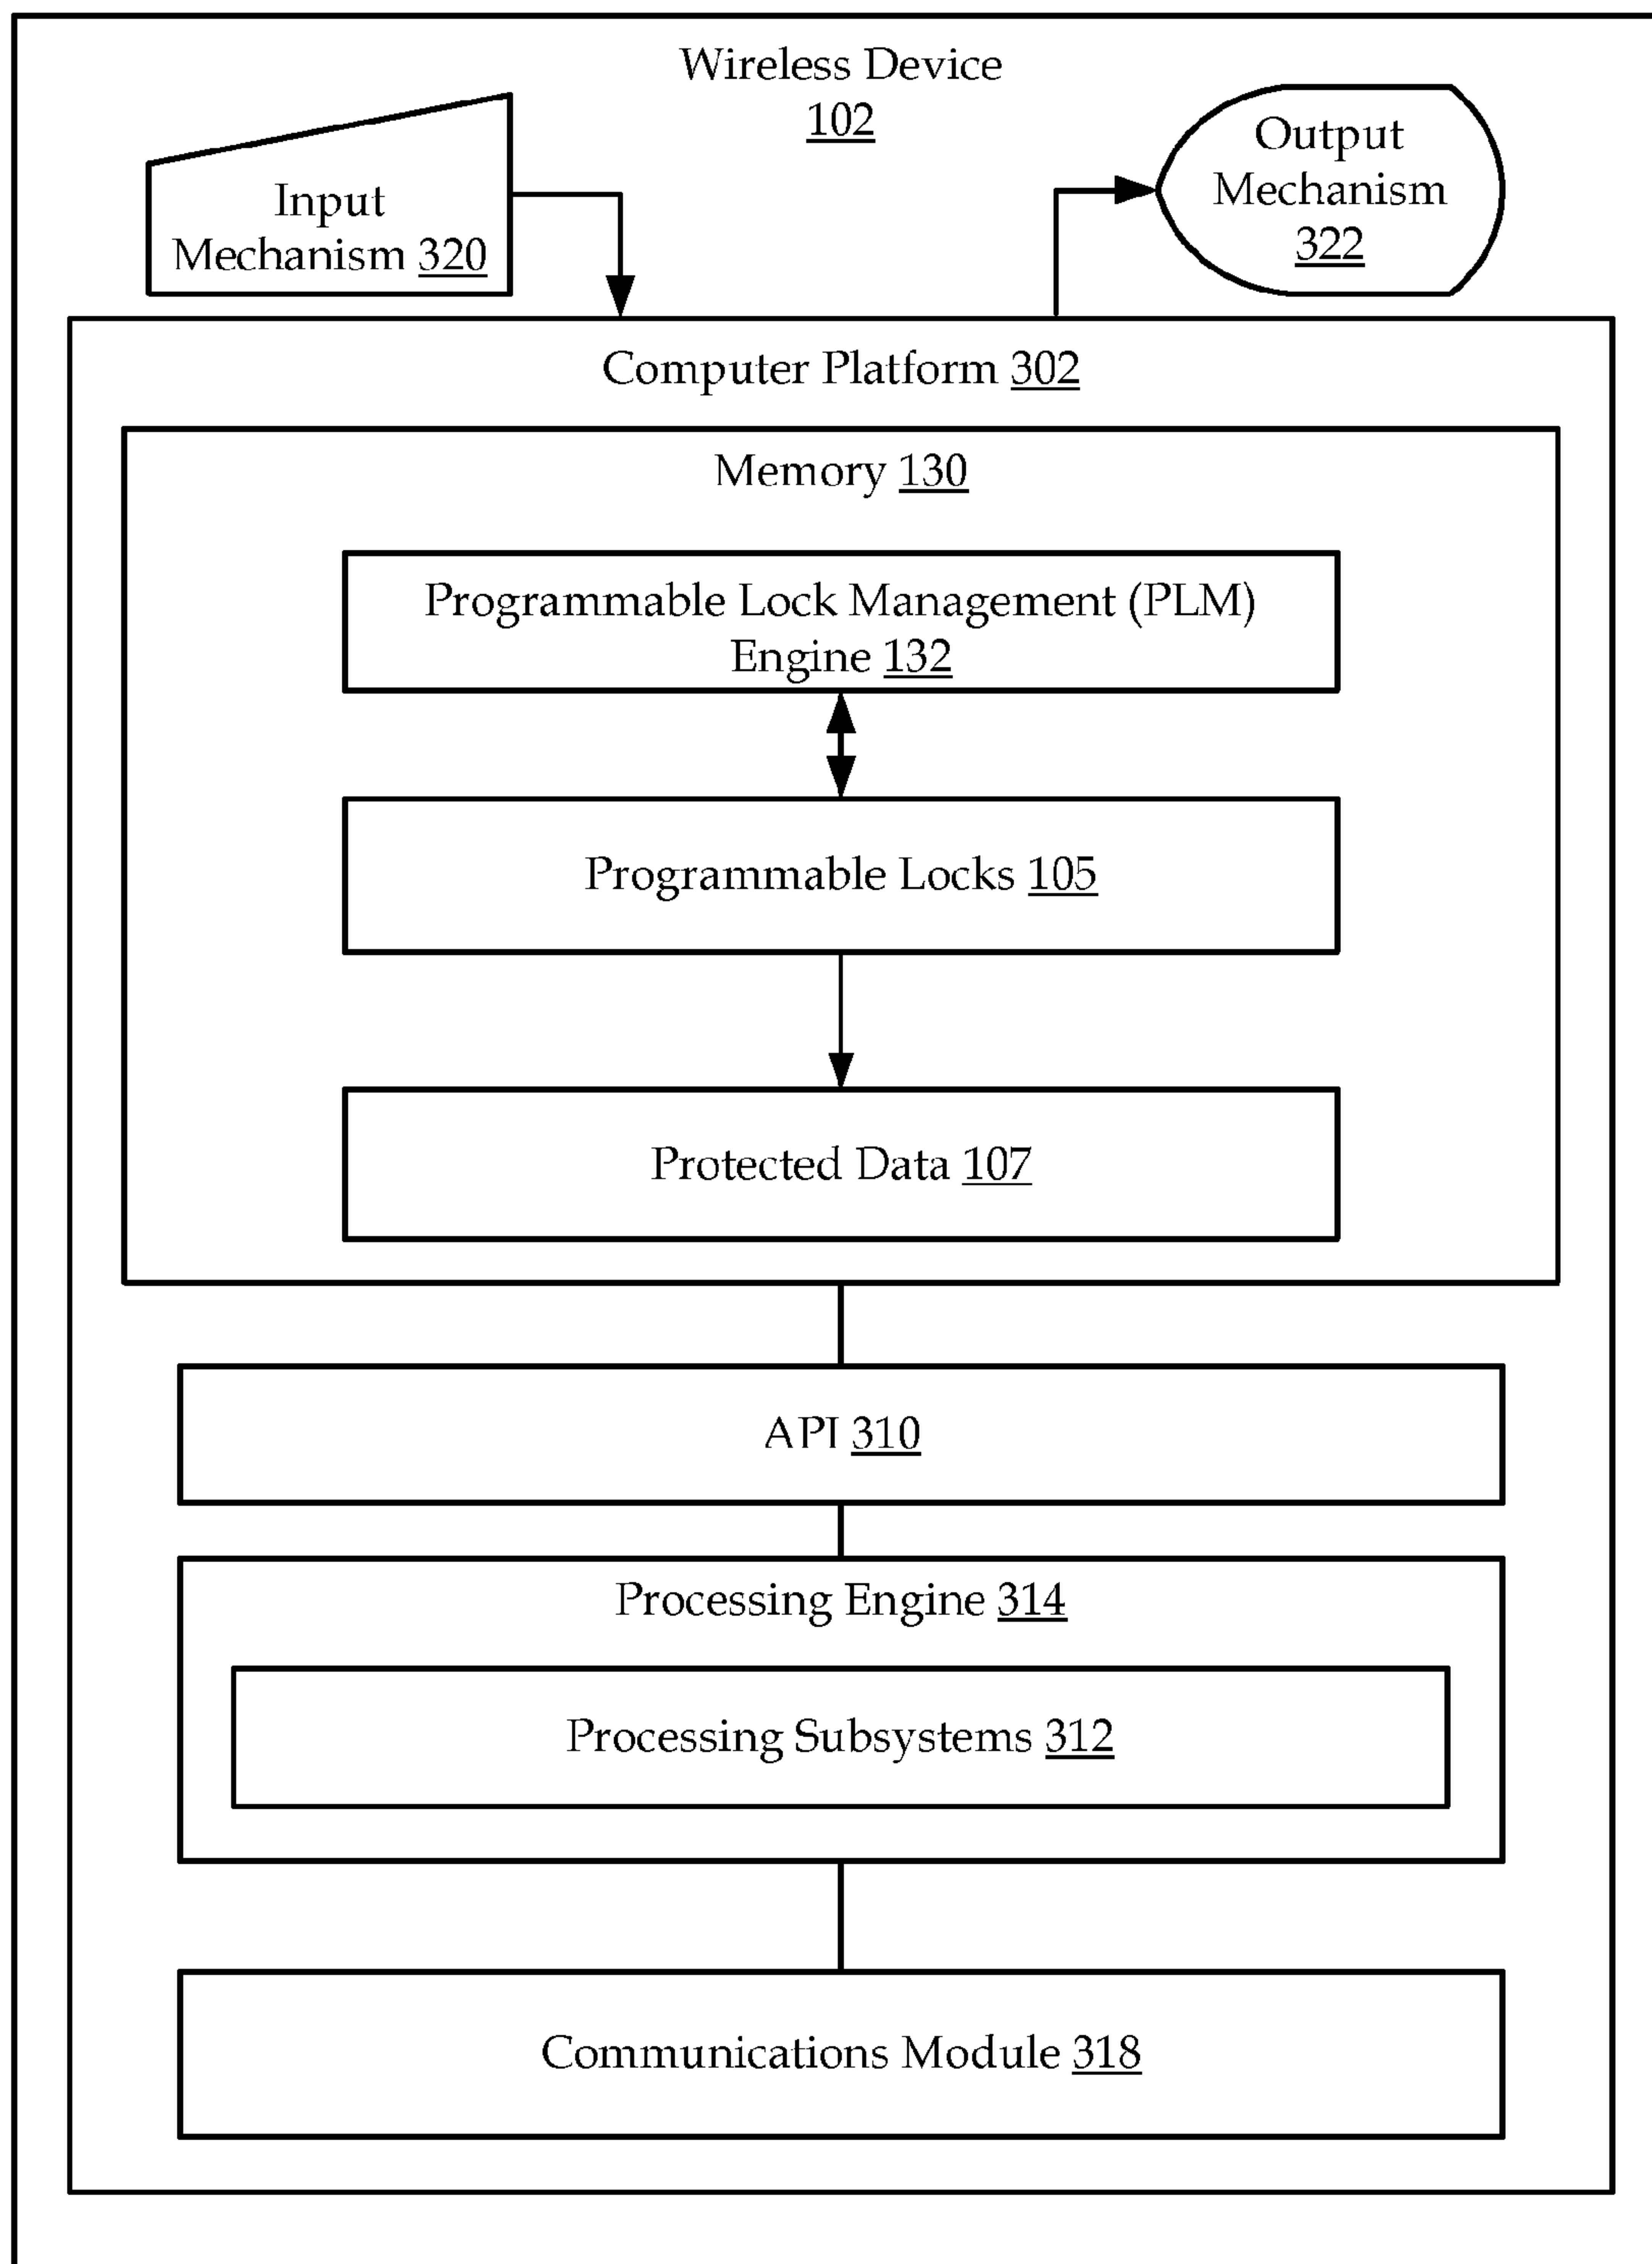 Wireless Device
102
Input
Mechanism 320
Output
Mechanism
322
Computer Platform 302
Memory 130
Programmable Lock Management (PLM)
Engine 132
Programmable Locks 105
Protected Data 107
API 310
Processing Engine 314
Processing Subsystems 312
Communications Module 318